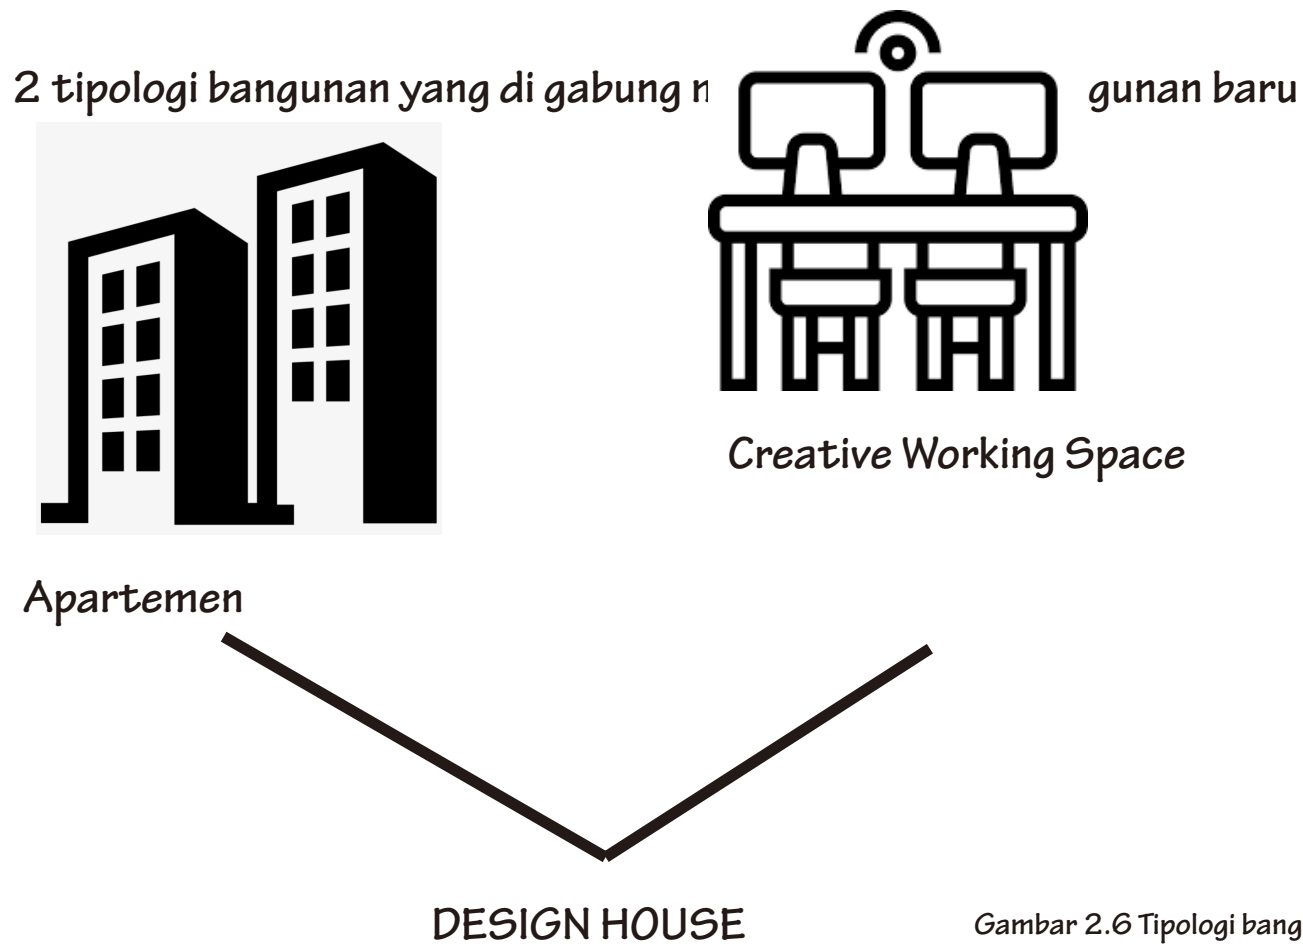 2 tipologi bangunan yang di gabung gunan baru
Creative Working Space
Apartemen
DESIGN HOUSE
Gambar 2.6 Tipologi bang